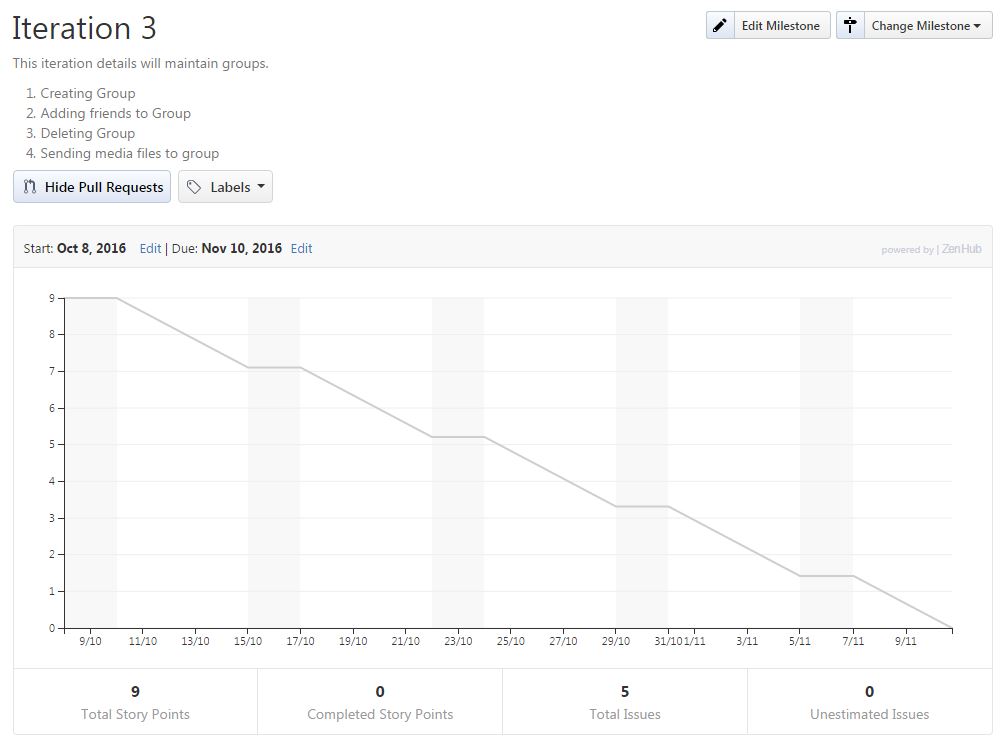 Iteration 3
Edit Milestone
Change Milestone
This iteration details will maintain groups.
1. Creating Group
2. Adding friends to Group
3. Deleting Group
4. Sending media files to group
Hide Pull Requests
Labels
Start: Oct 8, 2016 Edit | Due: Nov 10, 2016 Edit
powered by | ZenHub
9
8
7
6
5
4
3
2
1
0
9/10 11/10 13/10 15/10 17/10 19/10 21/10 23/10 25/10 27/10 29/10 31/10 1/11 3/11 5/11 7/11 9/11
9 0 5 0
Total Story Points Completed Story Points Total Issues Unestimated Issues